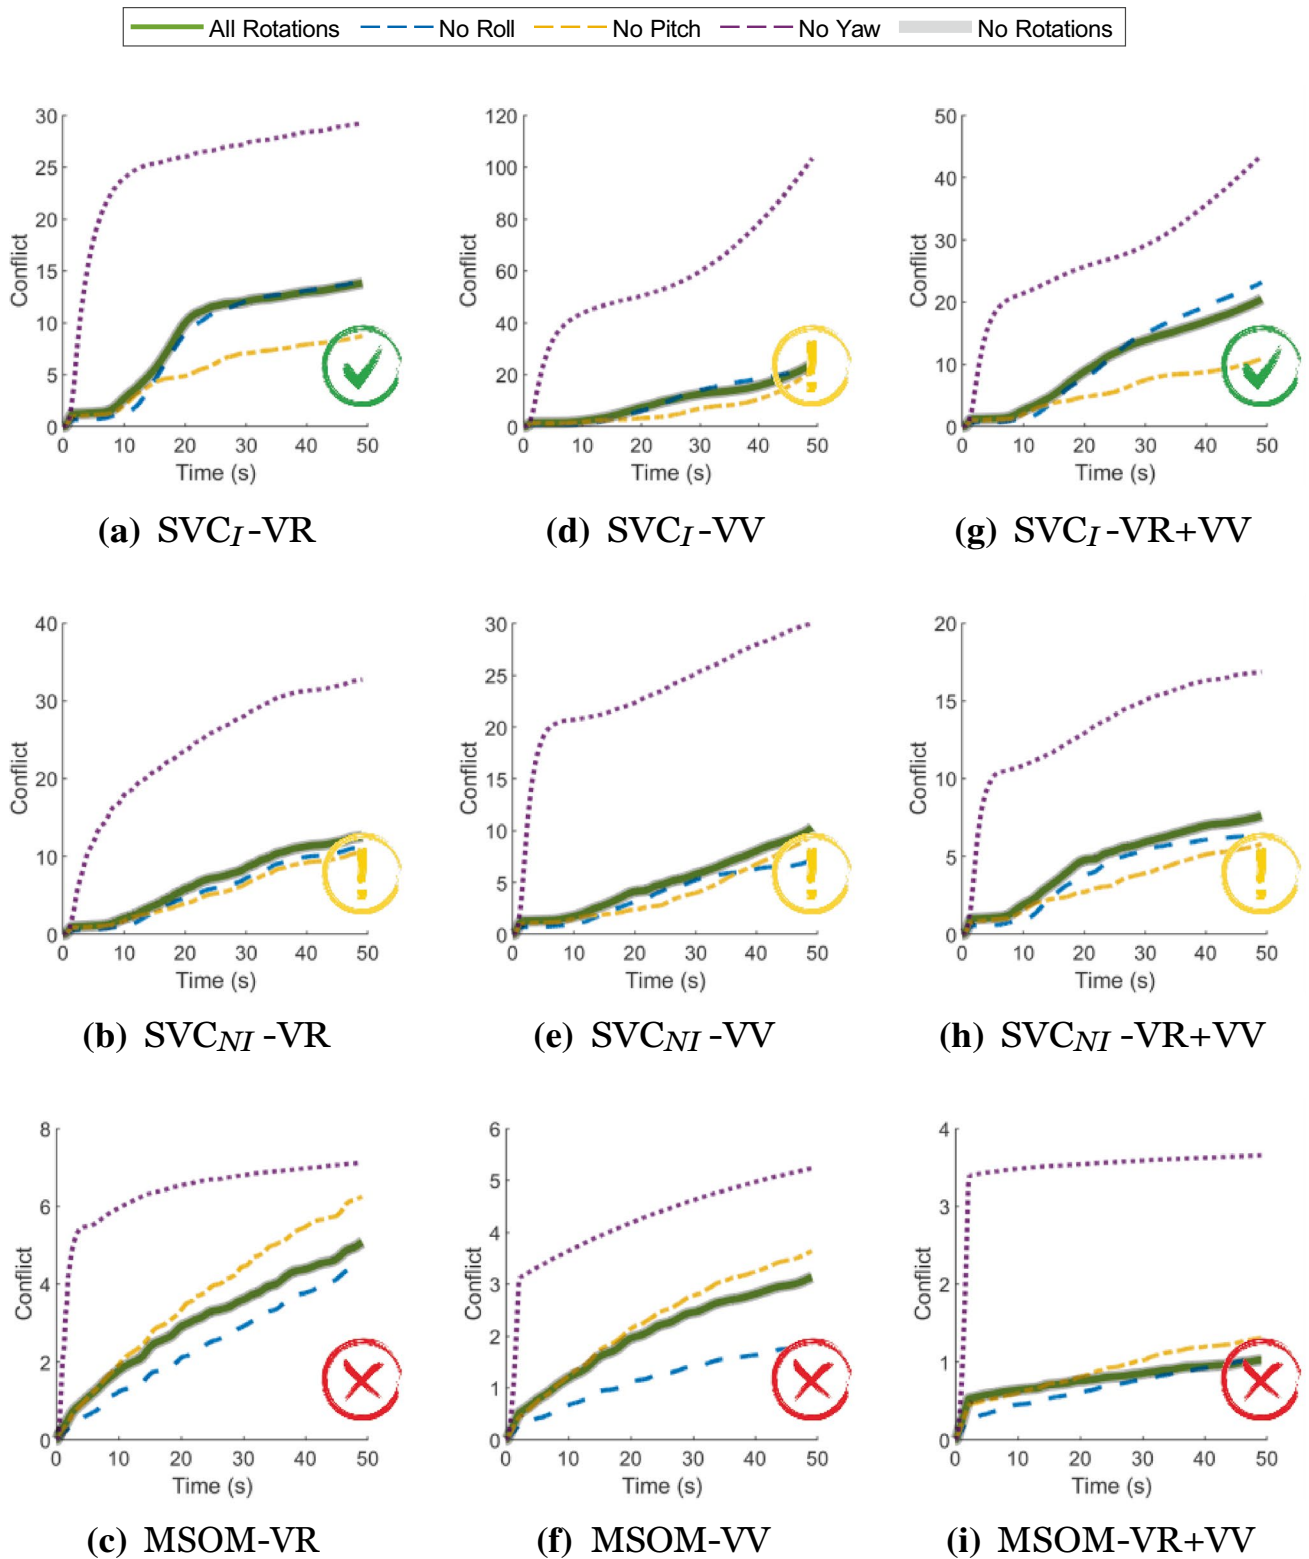 All Rotations No Roll No Pitch No Yaw No Rotations
30
25
20
15
10
5
0
Conflict
0 10 20 30 40 50
Time (s)
(a) SVC_I-VR
120
100
80
60
40
20
0
Conflict
0 10 20 30 40 50
Time (s)
(d) SVC_I-VV
50
40
30
20
10
0
Conflict
0 10 20 30 40 50
Time (s)
(g) SVC_I-VR+VV
40
30
20
10
0
Conflict
0 10 20 30 40 50
Time (s)
(b) SVC_NI-VR
30
25
20
15
10
5
0
Conflict
0 10 20 30 40 50
Time (s)
(e) SVC_NI-VV
20
15
10
5
0
Conflict
0 10 20 30 40 50
Time (s)
(h) SVC_NI-VR+VV
8
6
4
2
0
Conflict
0 10 20 30 40 50
Time (s)
(c) MSOM-VR
6
5
4
3
2
1
0
Conflict
0 10 20 30 40 50
Time (s)
(f) MSOM-VV
4
3
2
1
0
Conflict
0 10 20 30 40 50
Time (s)
(i) MSOM-VR+VV